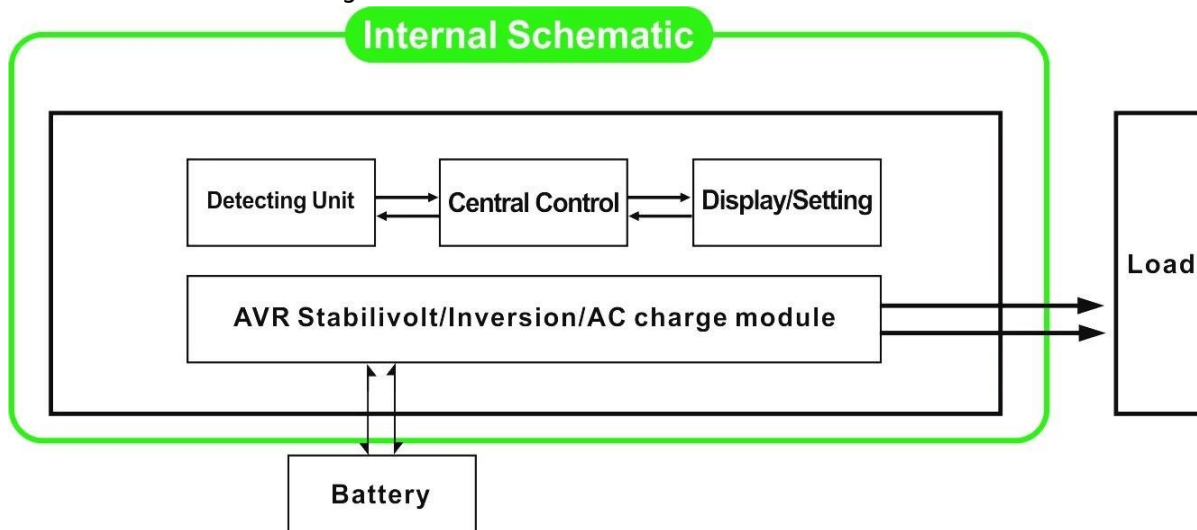 Internal Schematic
Detecting Unit
Central Control
Display/Setting
Load
AVR Stabilivolt/Inversion/AC charge module
Battery